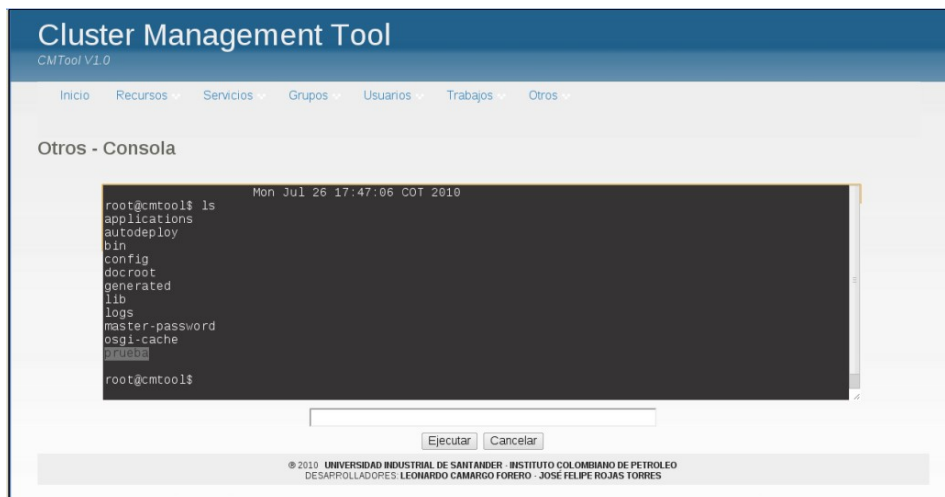 Cluster Management Tool
CMTool V1.0
Inicio Recursos Servicios Grupos Usuarios Trabajos Otros
Otros - Consola
Mon Jul 26 17:47:06 COT 2010
root@cmtool$ ls
applications
autodeploy
bin
config
docroot
generated
lib
logs
master-password
osgi-cache
prueba
root@cmtool$
Ejecutar Cancelar
® 2010 UNIVERSIDAD INDUSTRIAL DE SANTANDER - INSTITUTO COLOMBIANO DE PETROLEO
DESARROLLADORES: LEONARDO CAMARGO FORERO - JOSÉ FELIPE ROJAS TORRES